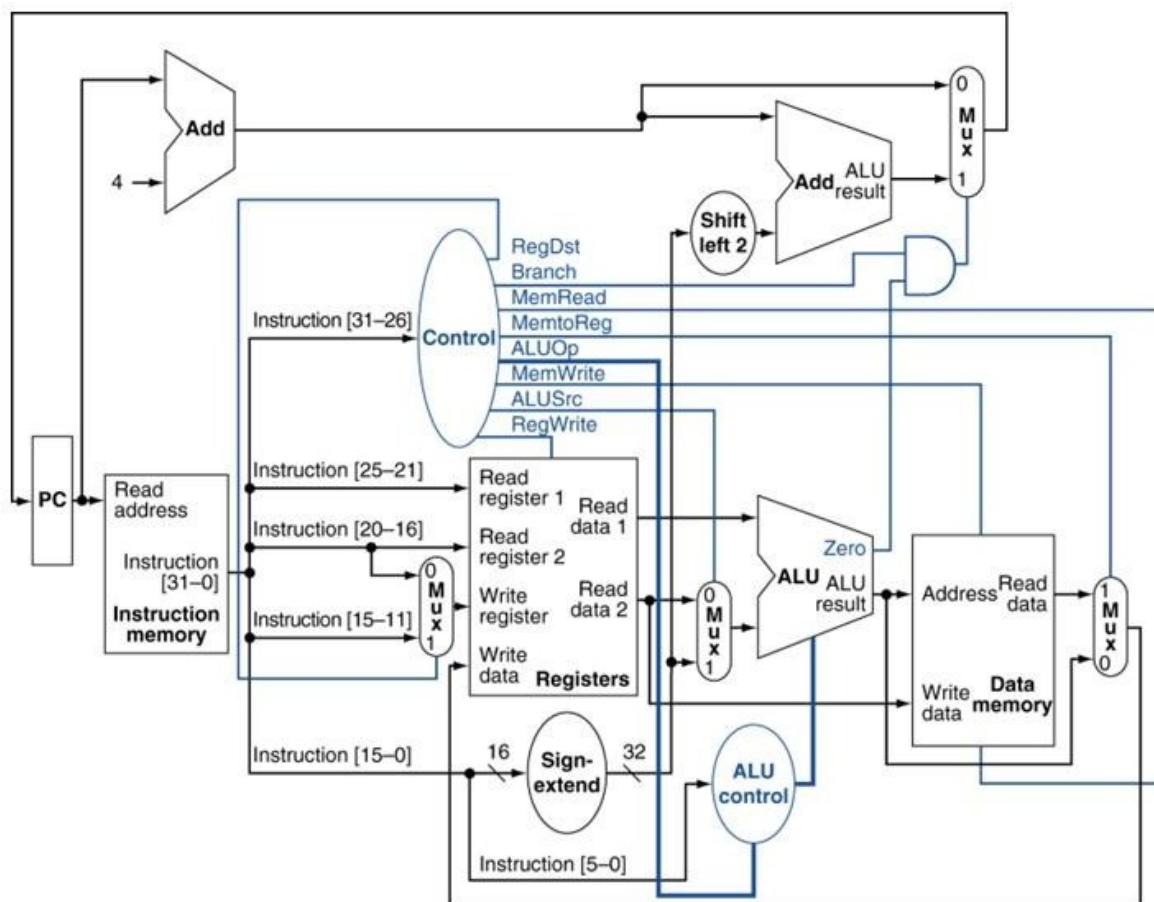 0
M
u
x
1
Add
4
Add
ALU
result
Shift
left 2
RegDst
Branch
MemRead
MemtoReg
ALUOp
MemWrite
ALUSrc
RegWrite
Control
Instruction [31–26]
Instruction [25–21]
Instruction [20–16]
Instruction [15–11]
Instruction [15–0]
Instruction [5–0]
PC
Read
address
Instruction
[31–0]
Instruction
memory
0
M
u
x
1
Read
register 1
Read
register 2
Write
register
Write
data
Read
data 1
Read
data 2
Registers
0
M
u
x
1
Zero
ALU
ALU
result
Address
Read
data
Write
data
Data
memory
1
M
u
x
0
16
Sign-
extend
32
ALU
control